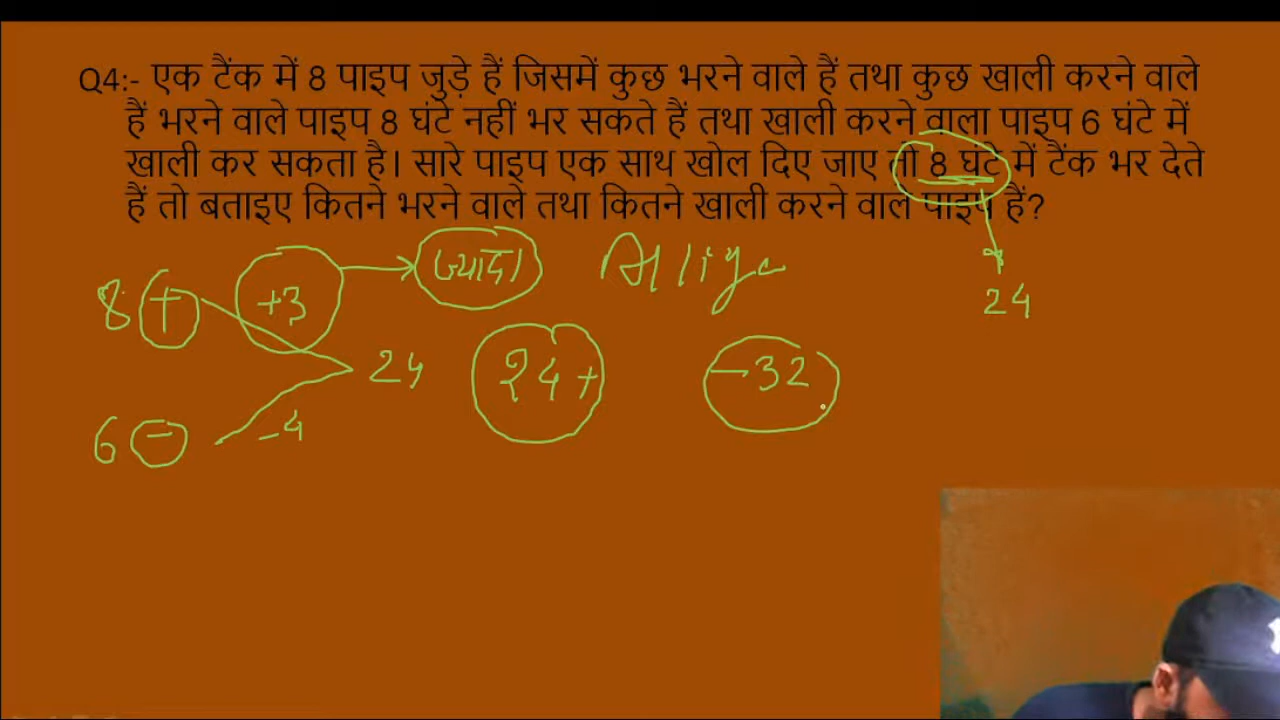 Q4:- एक टैंक में 8 पाइप जुड़े हैं जिसमें कुछ भरने वाले हैं तथा कुछ खाली करने वाले
हैं भरने वाले पाइप 8 घंटे नहीं भर सकते हैं तथा खाली करने वाला पाइप 6 घंटे में
खाली कर सकता है। सारे पाइप एक साथ खोल दिए जाए तो 8 घंटे में टैंक भर देते
हैं तो बताइए कितने भरने वाले तथा कितने खाली करने वाले पाइप हैं?
8 + +3 ज्यादा
24
24 24+ -32
6 - -4